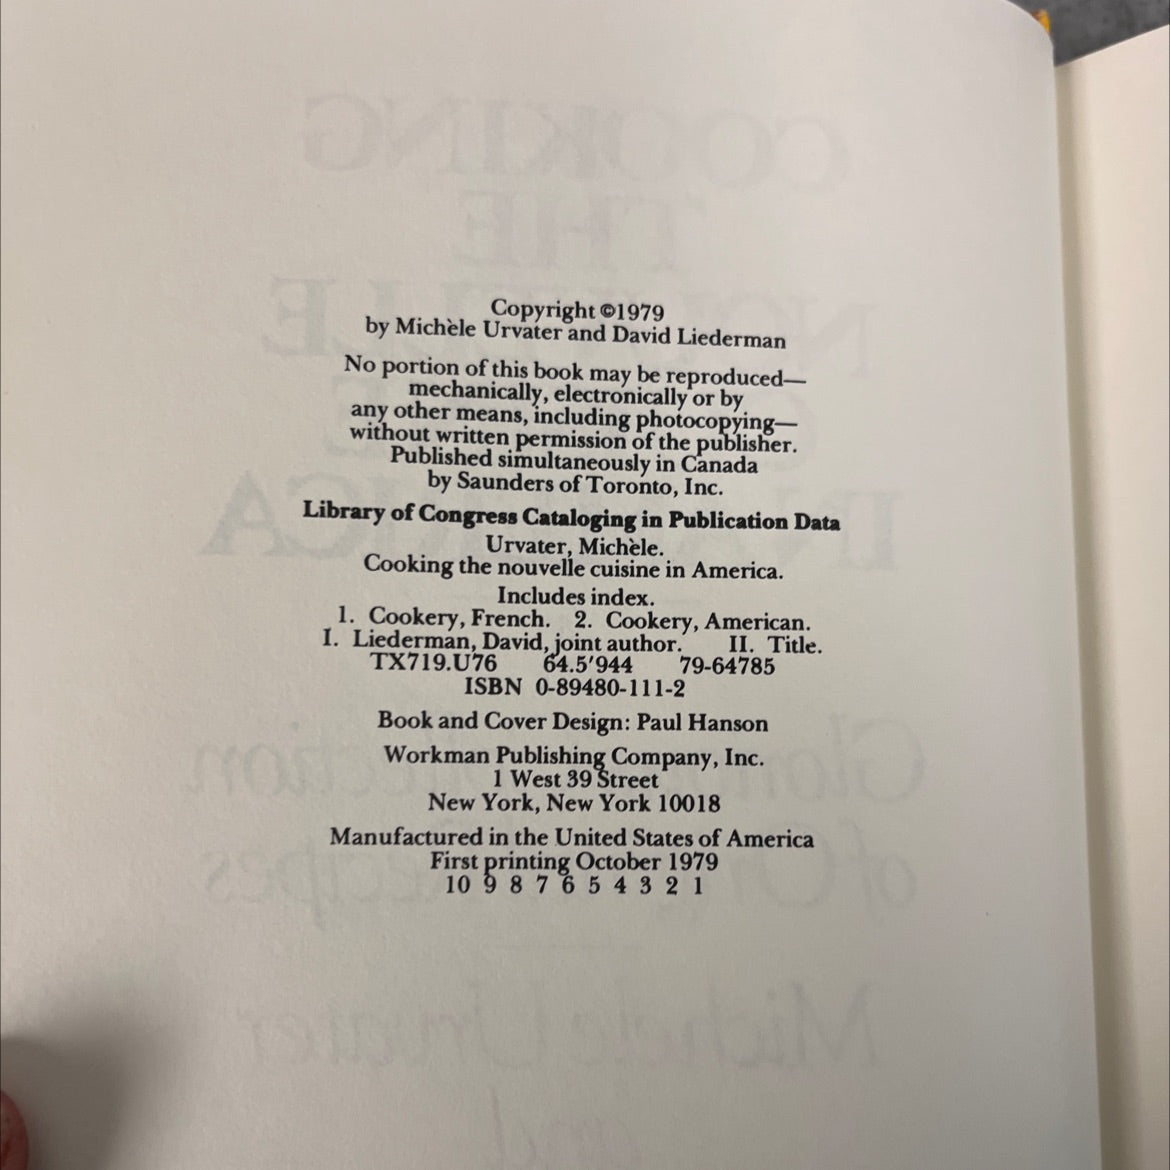 Copyright ©1979
by Michèle Urvater and David Liederman
No portion of this book may be reproduced—
mechanically, electronically or by
any other means, including photocopying—
without written permission of the publisher.
Published simultaneously in Canada
by Saunders of Toronto, Inc.
Library of Congress Cataloging in Publication Data
Urvater, Michèle.
Cooking the nouvelle cuisine in America.
Includes index.
1. Cookery, French. 2. Cookery, American.
I. Liederman, David, joint author. II. Title.
TX719.U76 64.5'944 79-64785
ISBN 0-89480-111-2
Book and Cover Design: Paul Hanson
Workman Publishing Company, Inc.
1 West 39 Street
New York, New York 10018
Manufactured in the United States of America
First printing October 1979
10 9 8 7 6 5 4 3 2 1